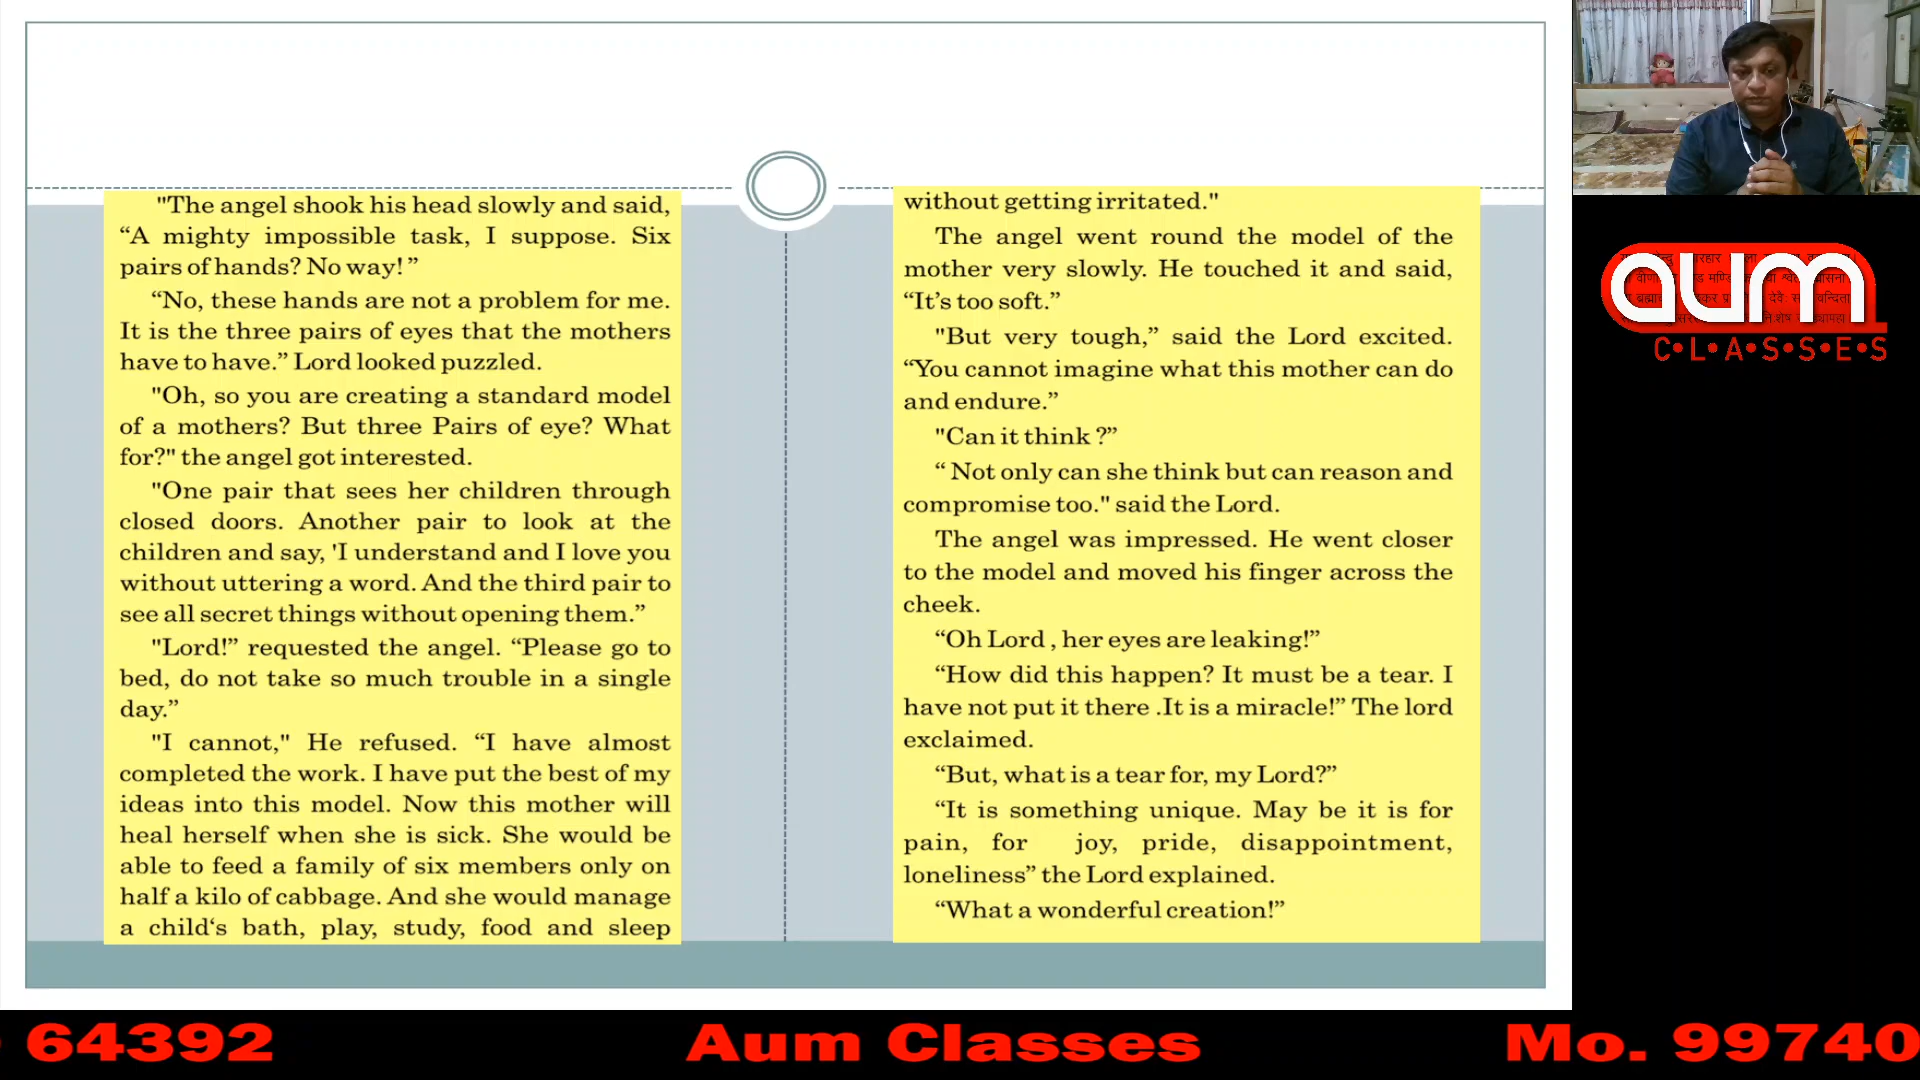 "The angel shook his head slowly and said,
“A mighty impossible task, I suppose. Six
pairs of hands? No way! ”
“No, these hands are not a problem for me.
It is the three pairs of eyes that the mothers
have to have.” Lord looked puzzled.
"Oh, so you are creating a standard model
of a mothers? But three Pairs of eye? What
for?" the angel got interested.
"One pair that sees her children through
closed doors. Another pair to look at the
children and say, 'I understand and I love you
without uttering a word. And the third pair to
see all secret things without opening them.”
"Lord!” requested the angel. “Please go to
bed, do not take so much trouble in a single
day.”
"I cannot," He refused. “I have almost
completed the work. I have put the best of my
ideas into this model. Now this mother will
heal herself when she is sick. She would be
able to feed a family of six members only on
half a kilo of cabbage. And she would manage
a child‘s bath, play, study, food and sleep
without getting irritated."
The angel went round the model of the
mother very slowly. He touched it and said,
“It’s too soft.”
"But very tough,” said the Lord excited.
“You cannot imagine what this mother can do
and endure.”
"Can it think ?”
“ Not only can she think but can reason and
compromise too." said the Lord.
The angel was impressed. He went closer
to the model and moved his finger across the
cheek.
“Oh Lord , her eyes are leaking!”
“How did this happen? It must be a tear. I
have not put it there .It is a miracle!” The lord
exclaimed.
“But, what is a tear for, my Lord?”
“It is something unique. May be it is for
pain, for joy, pride, disappointment,
loneliness” the Lord explained.
“What a wonderful creation!”
aum
C•L•A•S•S•E•S
64392 Aum Classes Mo. 99740